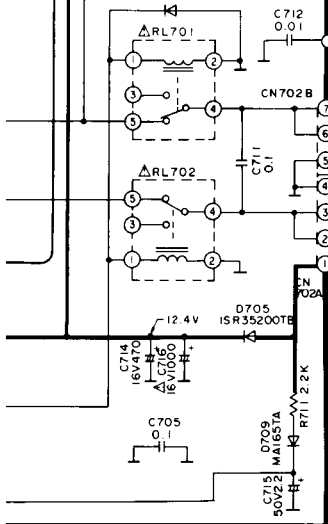 C712
0.01
⚠RL701
1
2
3
4
5
CN702B
7
6
5
4
3
2
1
C711
0.1
⚠RL702
5
4
3
1
2
CN
702A
D705
1SR35200TB
12.4V
C714
16V470
⚠C716
16V1000
R711 2.2K
D709
MA165TA
C705
0.1
C715
50V2.2